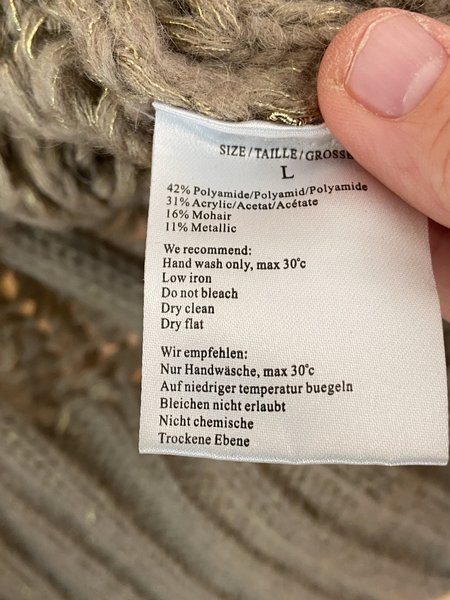 SIZE/TAILLE/GRÖSSE
L
42% Polyamide/Polyamid/Polyamide
31% Acrylic/Acetat/Acétate
16% Mohair
11% Metallic
We recommend:
Hand wash only, max 30°c
Low iron
Do not bleach
Dry clean
Dry flat
Wir empfehlen:
Nur Handwäsche, max 30°c
Auf niedriger temperatur buegeln
Bleichen nicht erlaubt
Nicht chemische
Trockene Ebene